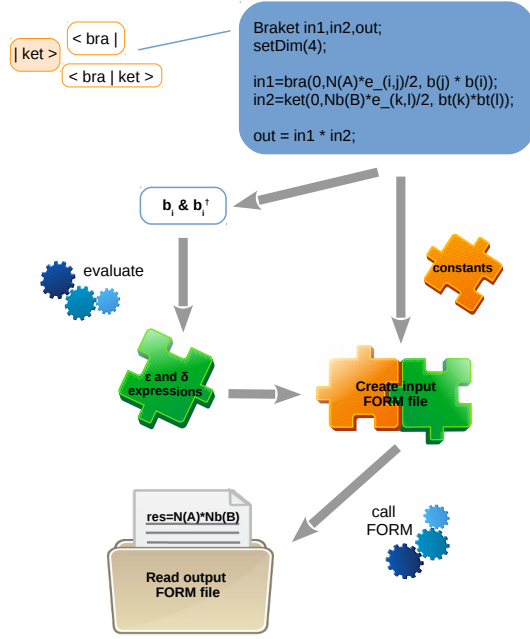 Braket in1,in2,out;
setDim(4);
in1=bra(0,N(A)*e_(i,j)/2, b(j) * b(i));
in2=ket(0,Nb(B)*e_(k,l)/2, bt(k)*bt(l));
out = in1 * in2;
< bra |
| ket >
< bra | ket >
b_i & b_i^†
evaluate
constants
ε and δ
expressions
Create input
FORM file
res=N(A)*Nb(B)
call
FORM
Read output
FORM file